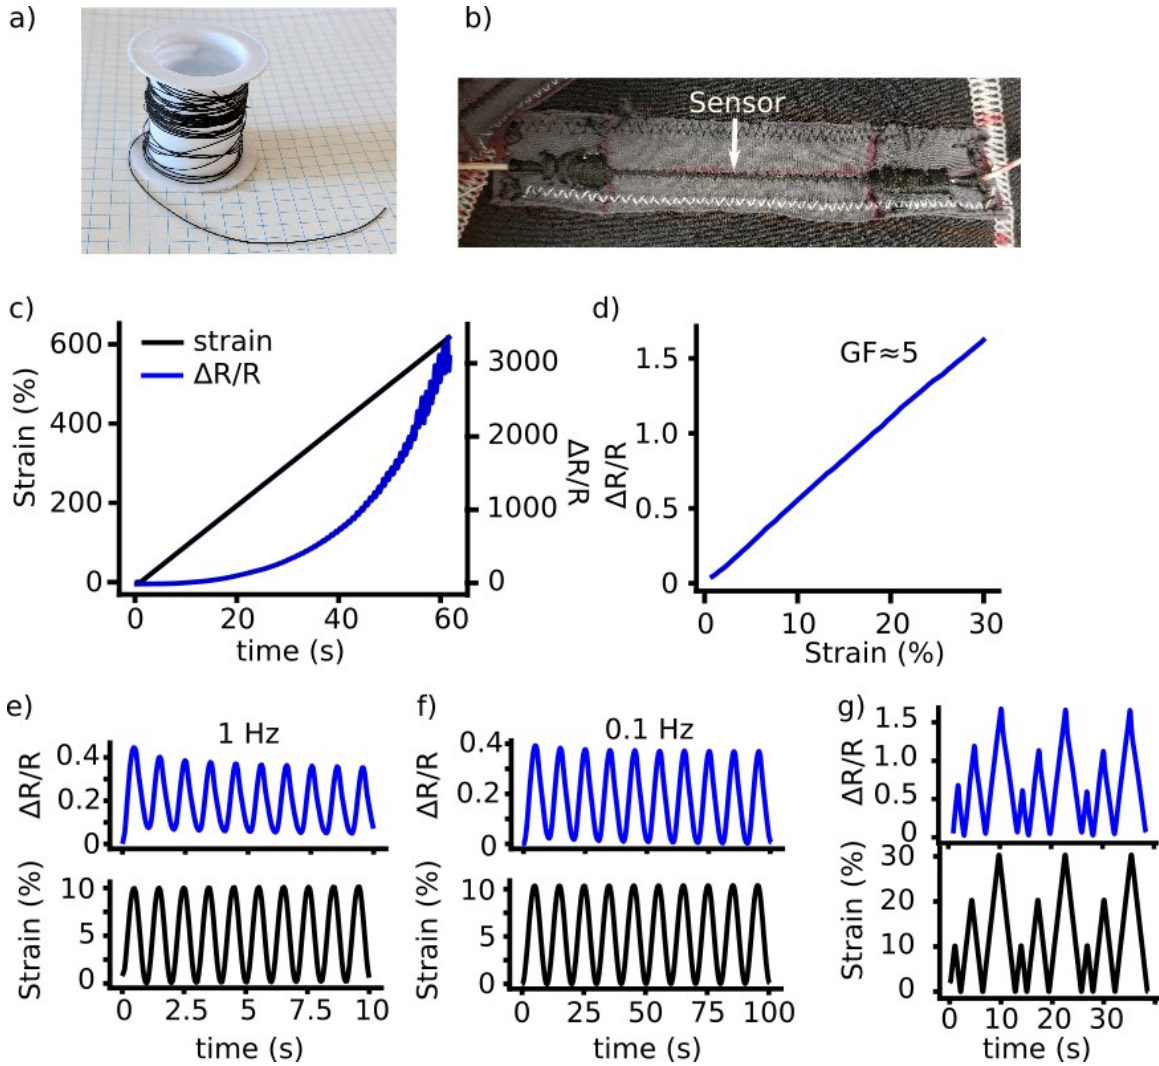 a)
b)
Sensor
c)
600
400
200
0
Strain (%)
strain
ΔR/R
3000
2000
1000
0
ΔR/R
0
20
40
60
time (s)
d)
GF≈5
1.5
1.0
0.5
0
ΔR/R
0
10
20
30
Strain (%)
e)
1 Hz
0.4
0.2
0
ΔR/R
10
5
0
Strain (%)
0
2.5
5
7.5
10
time (s)
f)
0.1 Hz
0.4
0.2
0
ΔR/R
10
5
0
Strain (%)
0
25
50
75
100
time (s)
g)
1.5
1.0
0.5
0
ΔR/R
30
20
10
0
Strain (%)
0
10
20
30
time (s)